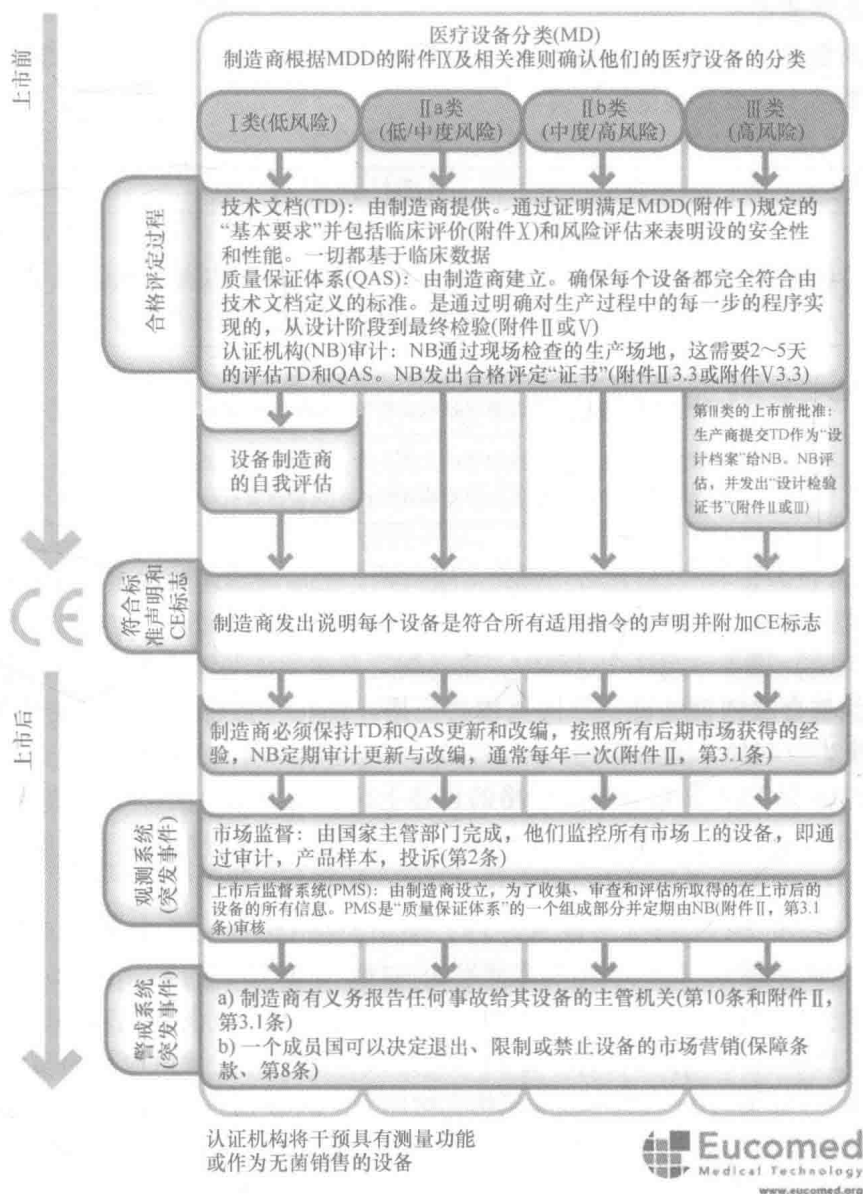 医疗设备分类(MD)
制造商根据MDD的附件Ⅸ及相关准则确认他们的医疗设备的分类
上市前
Ⅰ类(低风险)
Ⅱa类
(低/中度风险)
Ⅱb类
(中度/高风险)
Ⅲ类
(高风险)
合格评定过程
技术文档(TD)：由制造商提供。通过证明满足MDD(附件Ⅰ)规定的
“基本要求”并包括临床评价(附件Ⅹ)和风险评估来表明设的安全性
和性能。一切都基于临床数据
质量保证体系(QAS)：由制造商建立。确保每个设备都完全符合由
技术文档定义的标准。是通过明确对生产过程中的每一步的程序实
现的，从设计阶段到最终检验(附件Ⅱ或Ⅴ)
认证机构(NB)审计：NB通过现场检查的生产场地，这需要2～5天
的评估TD和QAS。NB发出合格评定“证书”(附件Ⅱ3.3或附件Ⅴ3.3)
设备制造商
的自我评估
第Ⅲ类的上市前批准：
生产商提交TD作为“设
计档案”给NB。NB评
估，并发出“设计检验
证书”(附件Ⅱ或Ⅲ)
CE
符合标
准声明和
CE标志
制造商发出说明每个设备是符合所有适用指令的声明并附加CE标志
上市后
制造商必须保持TD和QAS更新和改编，按照所有后期市场获得的经
验，NB定期审计更新与改编，通常每年一次(附件Ⅱ，第3.1条)
观测系统
(突发事件)
市场监督：由国家主管部门完成，他们监控所有市场上的设备，即通
过审计，产品样本，投诉(第2条)
上市后监督系统(PMS)：由制造商设立，为了收集、审查和评估所取得的在上市后的
设备的所有信息。PMS是“质量保证体系”的一个组成部分并定期由NB(附件Ⅱ，第3.1
条)审核
警戒系统
(突发事件)
a) 制造商有义务报告任何事故给其设备的主管机关(第10条和附件Ⅱ，
第3.1条)
b) 一个成员国可以决定退出、限制或禁止设备的市场营销(保障条
款、第8条)
认证机构将干预具有测量功能
或作为无菌销售的设备
Eucomed
Medical Technology
www.eucomed.org